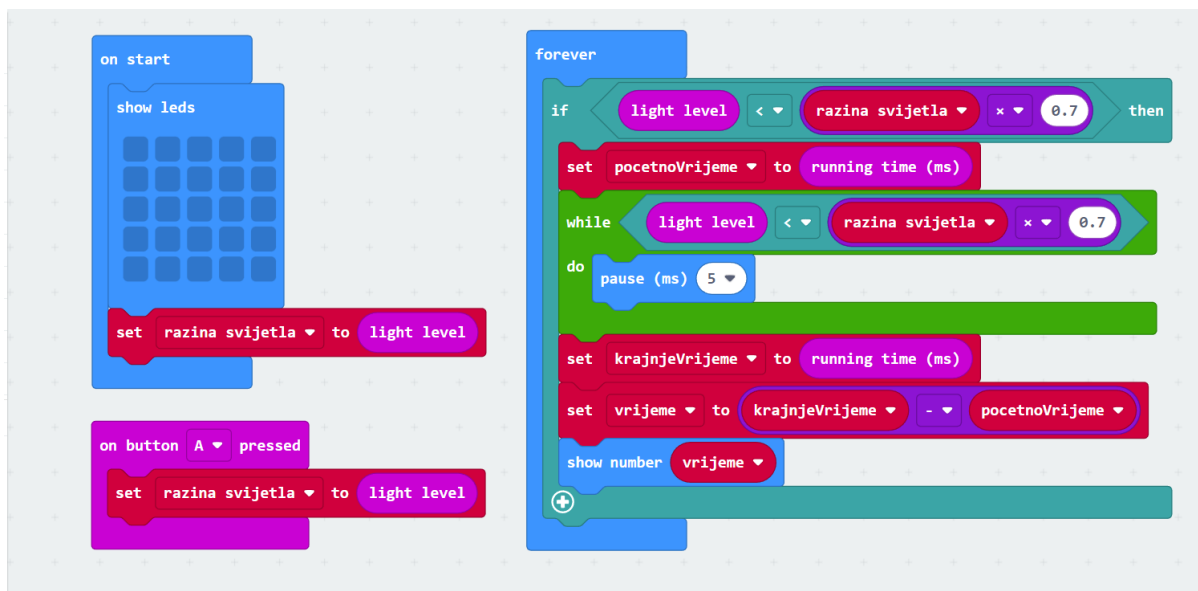 on start
show leds
set razina svijetla to light level
on button A pressed
set razina svijetla to light level
forever
if light level < razina svijetla × 0.7 then
set pocetnoVrijeme to running time (ms)
while light level < razina svijetla × 0.7
do pause (ms) 5
set krajnjeVrijeme to running time (ms)
set vrijeme to krajnjeVrijeme - pocetnoVrijeme
show number vrijeme